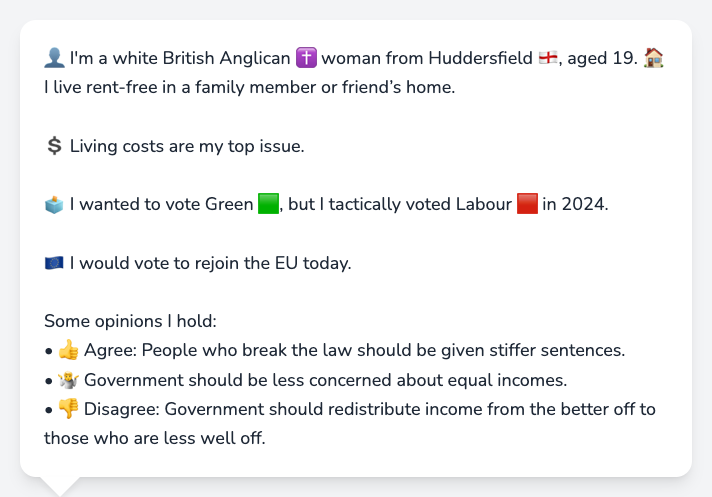 👤 I'm a white British Anglican ✝️ woman from Huddersfield 🏴󠁧󠁢󠁥󠁮󠁧󠁿, aged 19. 🏠
I live rent-free in a family member or friend’s home.
💲 Living costs are my top issue.
🗳️ I wanted to vote Green 🟩, but I tactically voted Labour 🟥 in 2024.
🇪🇺 I would vote to rejoin the EU today.
Some opinions I hold:
• 👍 Agree: People who break the law should be given stiffer sentences.
• 🤷 Government should be less concerned about equal incomes.
• 👎 Disagree: Government should redistribute income from the better off to
those who are less well off.